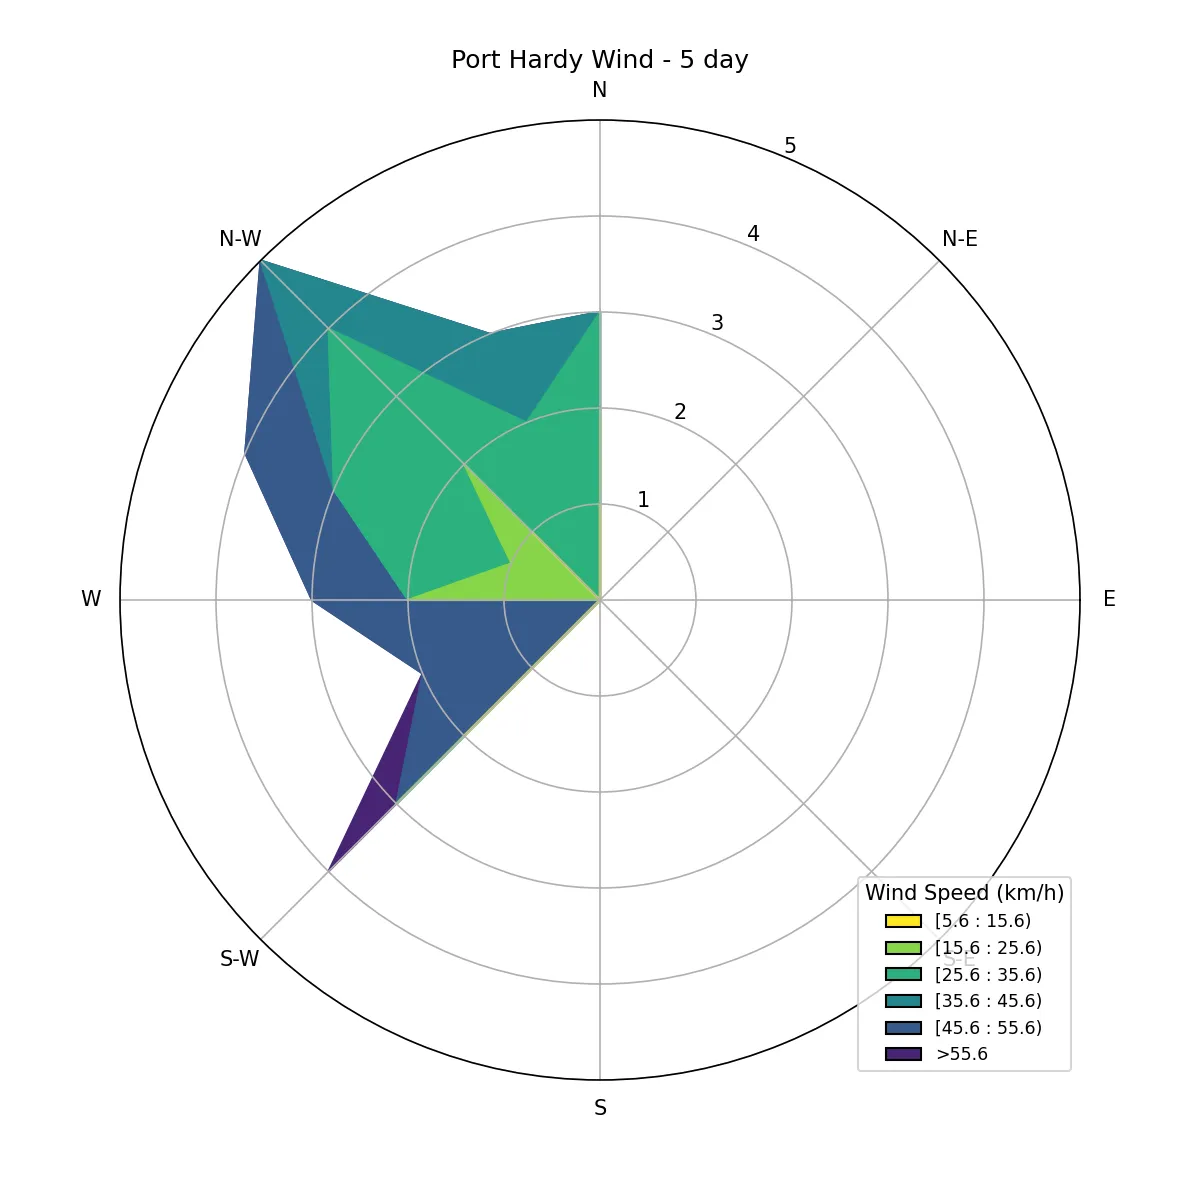 Port Hardy Wind - 5 day
N
5
N-W
4
N-E
3
2
1
W
E
Wind Speed (km/h)
[5.6 : 15.6)
[15.6 : 25.6)
S-W
S-E
[25.6 : 35.6)
[35.6 : 45.6)
[45.6 : 55.6)
>55.6
S